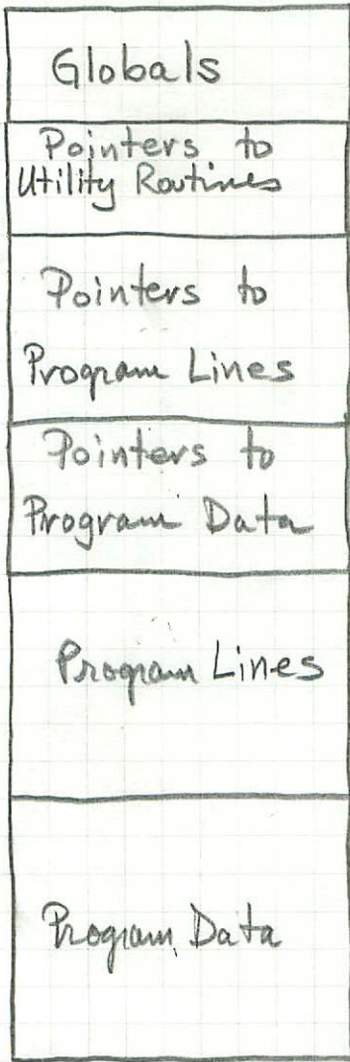 Globals
Pointers to
Utility Routines
Pointers to
Program Lines
Pointers to
Program Data
Program Lines
Program Data